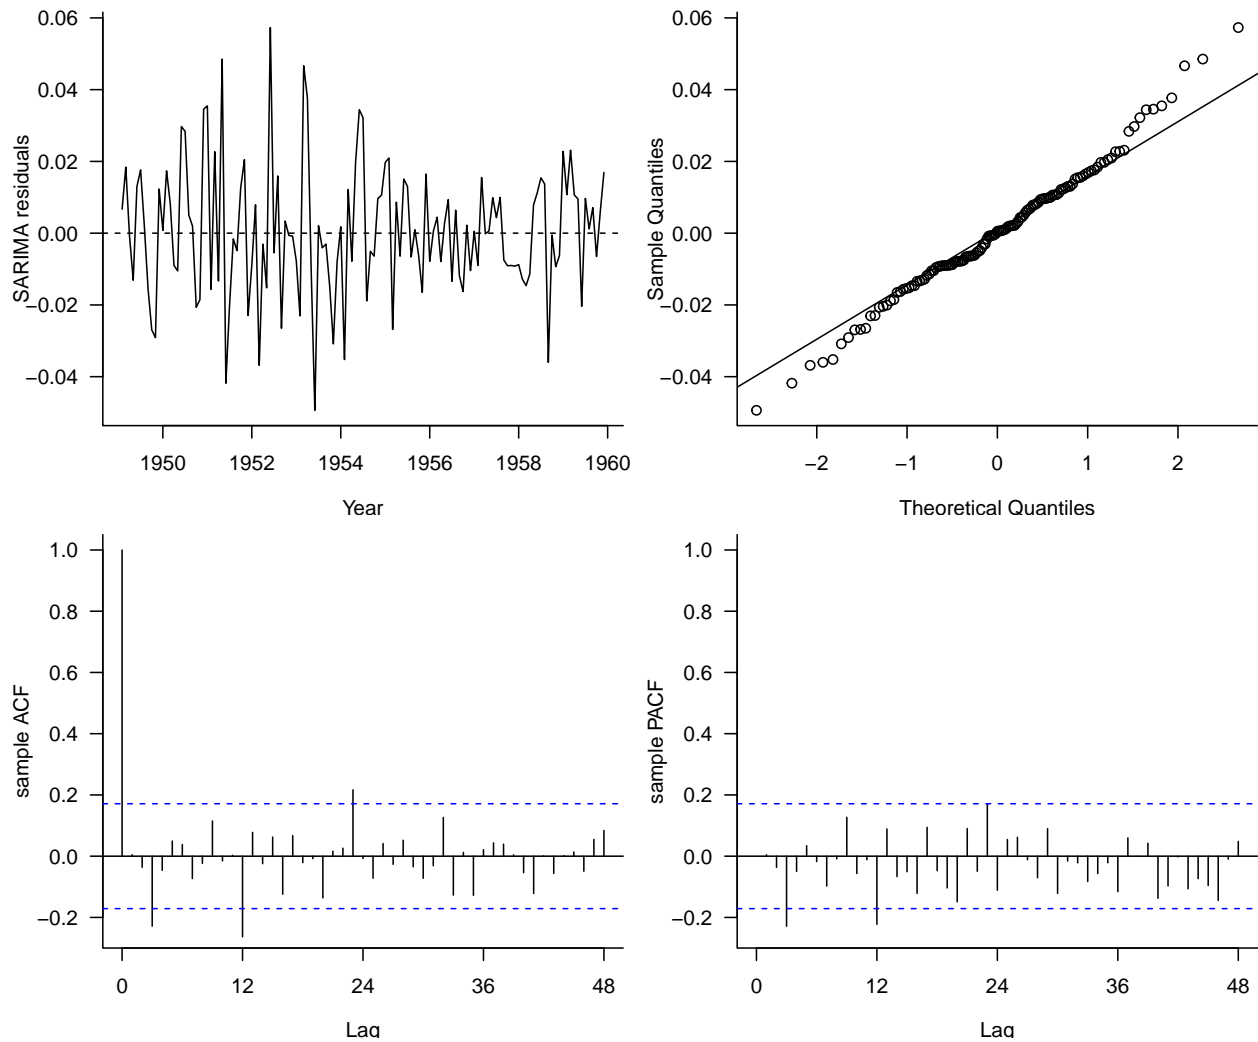 0.06
0.04
0.02
0.00
−0.02
−0.04
SARIMA residuals
1950 1952 1954 1956 1958 1960
Year
0.06
0.04
0.02
0.00
−0.02
−0.04
Sample Quantiles
−2 −1 0 1 2
Theoretical Quantiles
1.0
0.8
0.6
0.4
0.2
0.0
−0.2
sample ACF
0 12 24 36 48
Lag
1.0
0.8
0.6
0.4
0.2
0.0
−0.2
sample PACF
0 12 24 36 48
Lag